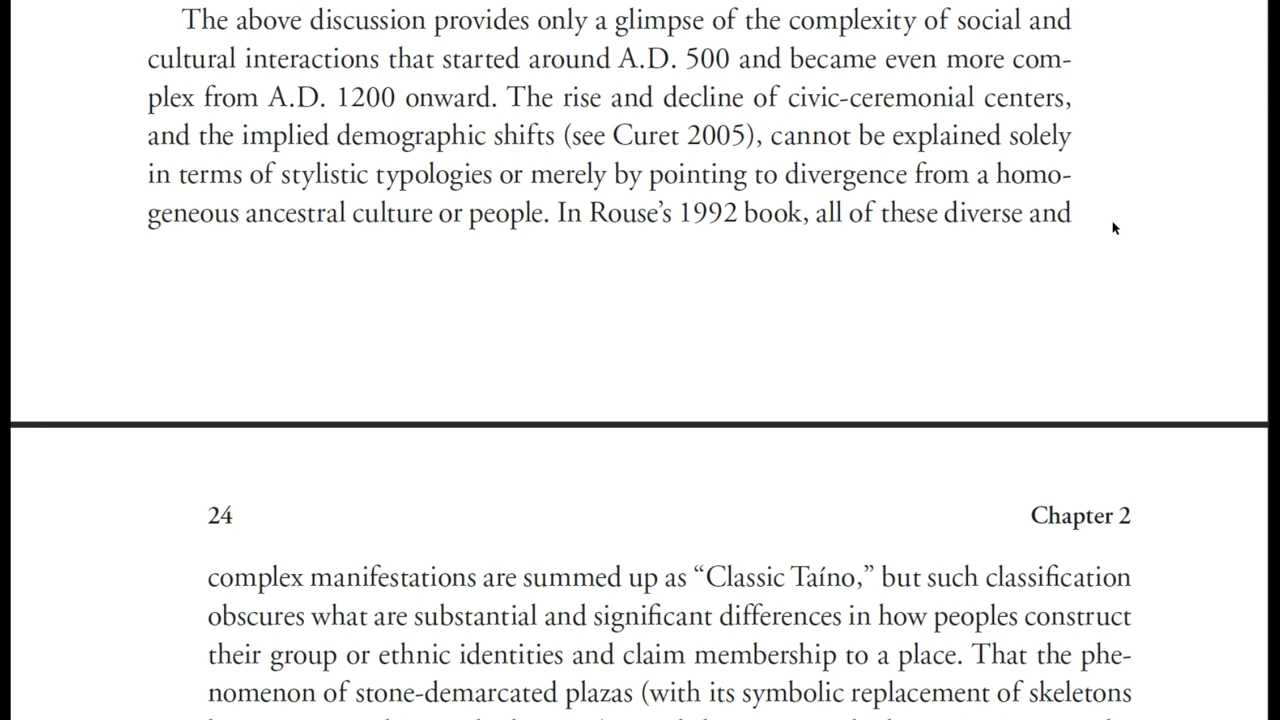 The above discussion provides only a glimpse of the complexity of social and
cultural interactions that started around A.D. 500 and became even more com-
plex from A.D. 1200 onward. The rise and decline of civic-ceremonial centers,
and the implied demographic shifts (see Curet 2005), cannot be explained solely
in terms of stylistic typologies or merely by pointing to divergence from a homo-
geneous ancestral culture or people. In Rouse’s 1992 book, all of these diverse and
24 Chapter 2
complex manifestations are summed up as “Classic Taíno,” but such classification
obscures what are substantial and significant differences in how peoples construct
their group or ethnic identities and claim membership to a place. That the phe-
nomenon of stone-demarcated plazas (with its symbolic replacement of skeletons